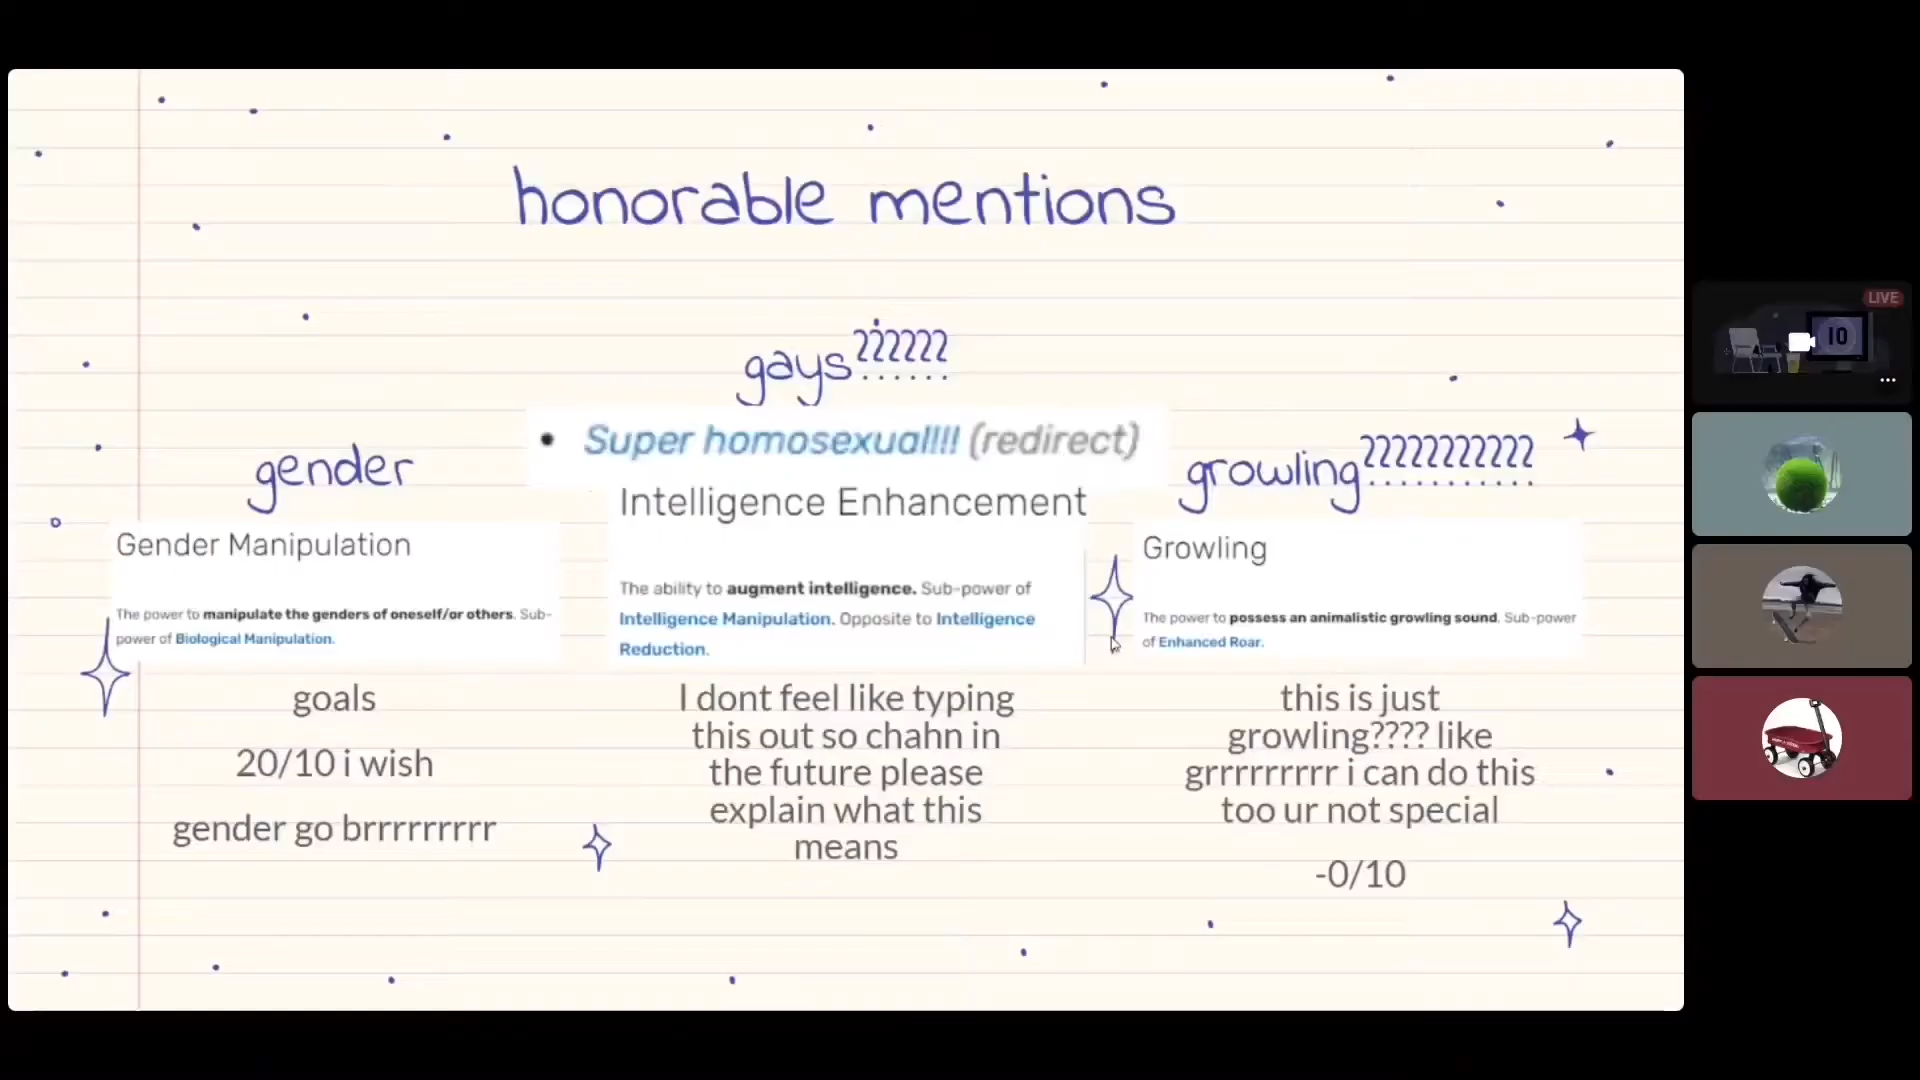 honorable mentions
gender
Gender Manipulation
The power to manipulate the genders of oneself/or others. Sub-
power of Biological Manipulation.
goals
20/10 i wish
gender go brrrrrrrrr
gays??????
• Super homosexual!!! (redirect)
Intelligence Enhancement
The ability to augment intelligence. Sub-power of
Intelligence Manipulation. Opposite to Intelligence
Reduction.
I dont feel like typing
this out so chahn in
the future please
explain what this
means
growling???????????
Growling
The power to possess an animalistic growling sound. Sub-power
of Enhanced Roar.
this is just
growling???? like
grrrrrrrrr i can do this
too ur not special
-0/10
LIVE
10